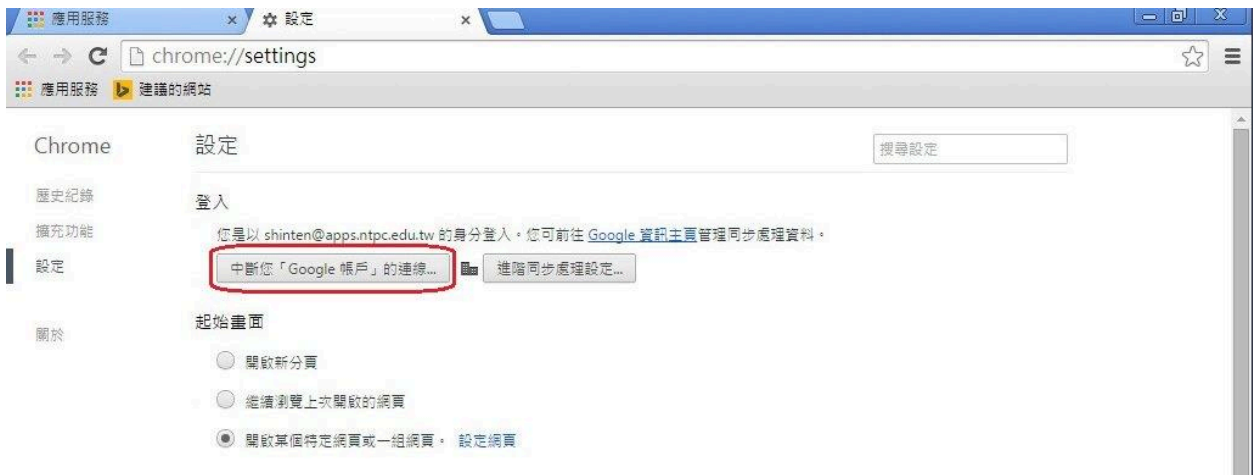 應用服務
設定
chrome://settings
應用服務 建議的網站
Chrome
設定
搜尋設定
歷史紀錄
擴充功能
設定
關於
登入
您是以 shinten@apps.ntpc.edu.tw 的身分登入。您可前往 Google 資訊主頁管理同步處理資料。
中斷您「Google 帳戶」的連線... 進階同步處理設定...
起始畫面
開啟新分頁
繼續瀏覽上次開啟的網頁
開啟某個特定網頁或一組網頁。 設定網頁